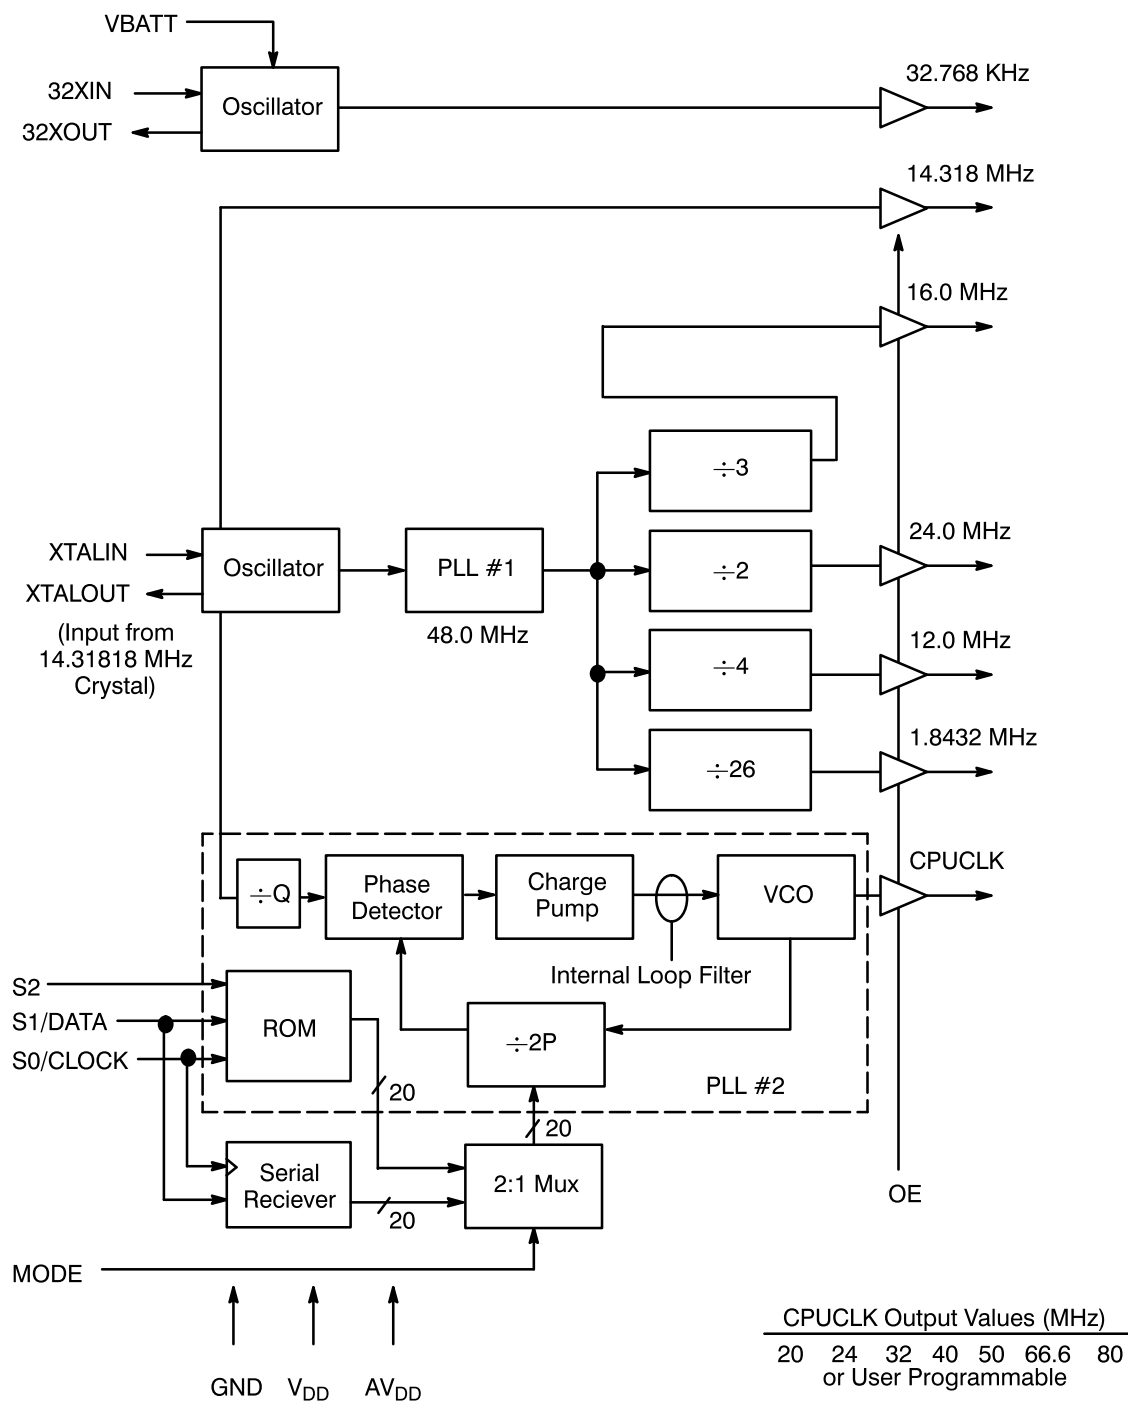 VBATT
32XIN
32XOUT
Oscillator
32.768 KHz
14.318 MHz
16.0 MHz
÷3
XTALIN
XTALOUT
(Input from
14.31818 MHz
Crystal)
Oscillator
PLL #1
48.0 MHz
÷2
24.0 MHz
÷4
12.0 MHz
÷26
1.8432 MHz
÷Q
Phase
Detector
Charge
Pump
VCO
CPUCLK
Internal Loop Filter
S2
S1/DATA
S0/CLOCK
ROM
÷2P
20
PLL #2
20
Serial
Reciever
20
2:1 Mux
OE
MODE
GND
VDD
AVDD
CPUCLK Output Values (MHz)
20 24 32 40 50 66.6 80
or User Programmable